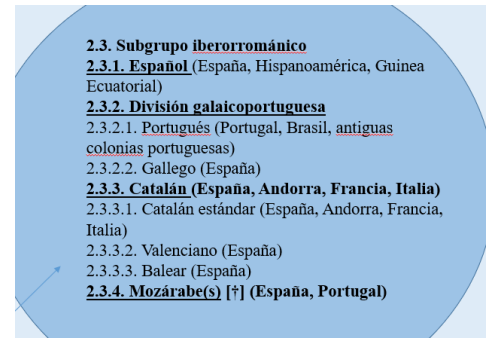 2.3. Subgrupo iberorrománico
2.3.1. Español (España, Hispanoamérica, Guinea
Ecuatorial)
2.3.2. División galaicoportuguesa
2.3.2.1. Portugués (Portugal, Brasil, antiguas
colonias portuguesas)
2.3.2.2. Gallego (España)
2.3.3. Catalán (España, Andorra, Francia, Italia)
2.3.3.1. Catalán estándar (España, Andorra, Francia,
Italia)
2.3.3.2. Valenciano (España)
2.3.3.3. Balear (España)
2.3.4. Mozárabe(s) [†] (España, Portugal)